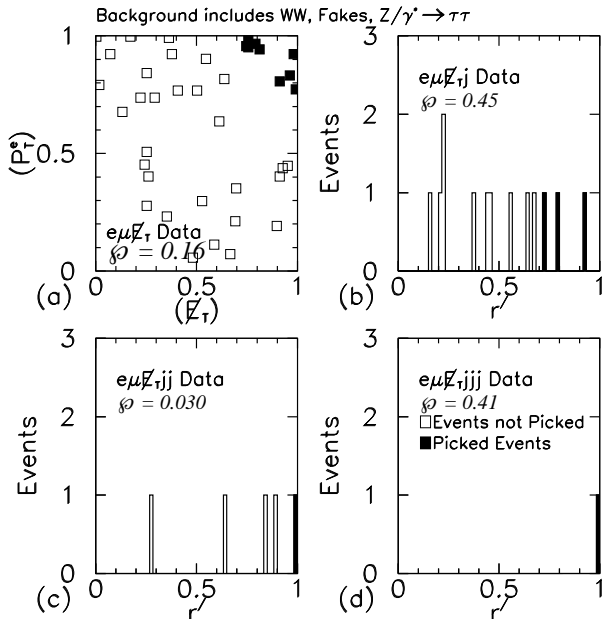 Background includes WW, Fakes, Z/γ* → ττ
1
0.5
0
(P_T^e)
eμE̸_T Data
℘ = 0.16
0
0.5
1
(a)
(E̸_T)
3
2
1
0
Events
eμE̸_Tj Data
℘ = 0.45
0
0.5
1
(b)
r′
3
2
1
0
Events
eμE̸_Tjj Data
℘ = 0.030
0
0.5
1
(c)
r′
3
2
1
0
Events
eμE̸_Tjjj Data
℘ = 0.41
Events not Picked
Picked Events
0
0.5
1
(d)
r′